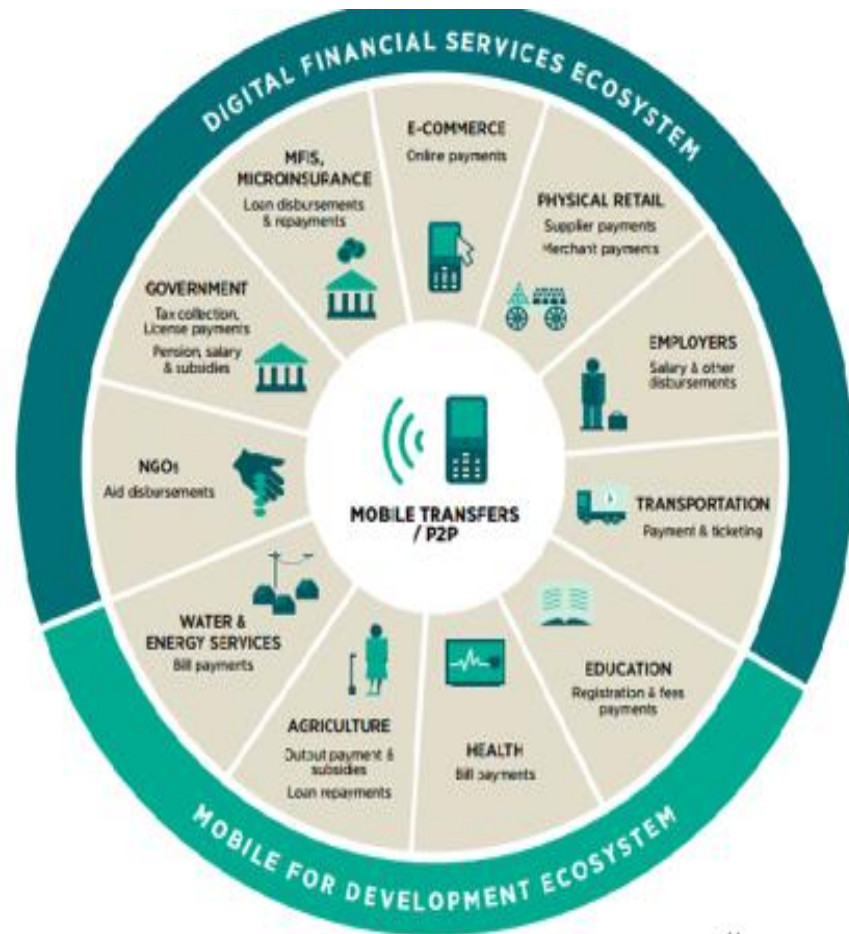 DIGITAL FINANCIAL SERVICES ECOSYSTEM
E-COMMERCE
Online payments
PHYSICAL RETAIL
Supplier payments
Merchant payments
EMPLOYERS
Salary & other
disbursements
TRANSPORTATION
Payment & ticketing
EDUCATION
Registration & fees
payments
HEALTH
Bill payments
AGRICULTURE
Output payment &
subsidies
Loan repayments
WATER &
ENERGY SERVICES
Bill payments
NGOs
Aid disbursements
GOVERNMENT
Tax collection,
License payments
Pension, salary
& subsidies
MFIS,
MICROINSURANCE
Loan disbursements
& repayments
MOBILE TRANSFERS
/ P2P
MOBILE FOR DEVELOPMENT ECOSYSTEM